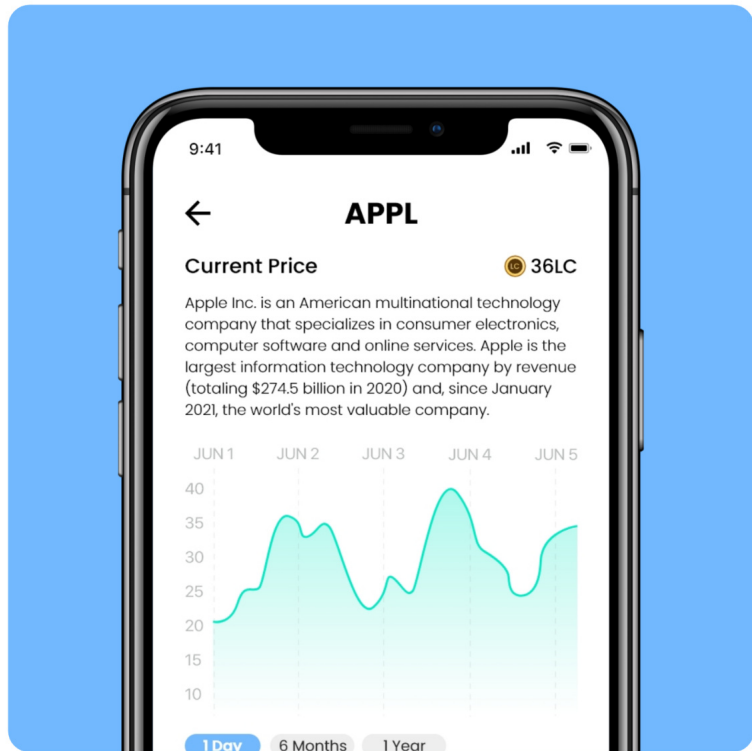 9:41
APPL
Current Price
LC 36LC
Apple Inc. is an American multinational technology
company that specializes in consumer electronics,
computer software and online services. Apple is the
largest information technology company by revenue
(totaling $274.5 billion in 2020) and, since January
2021, the world's most valuable company.
JUN 1 JUN 2 JUN 3 JUN 4 JUN 5
40
35
30
25
20
15
10
1 Day 6 Months 1 Year